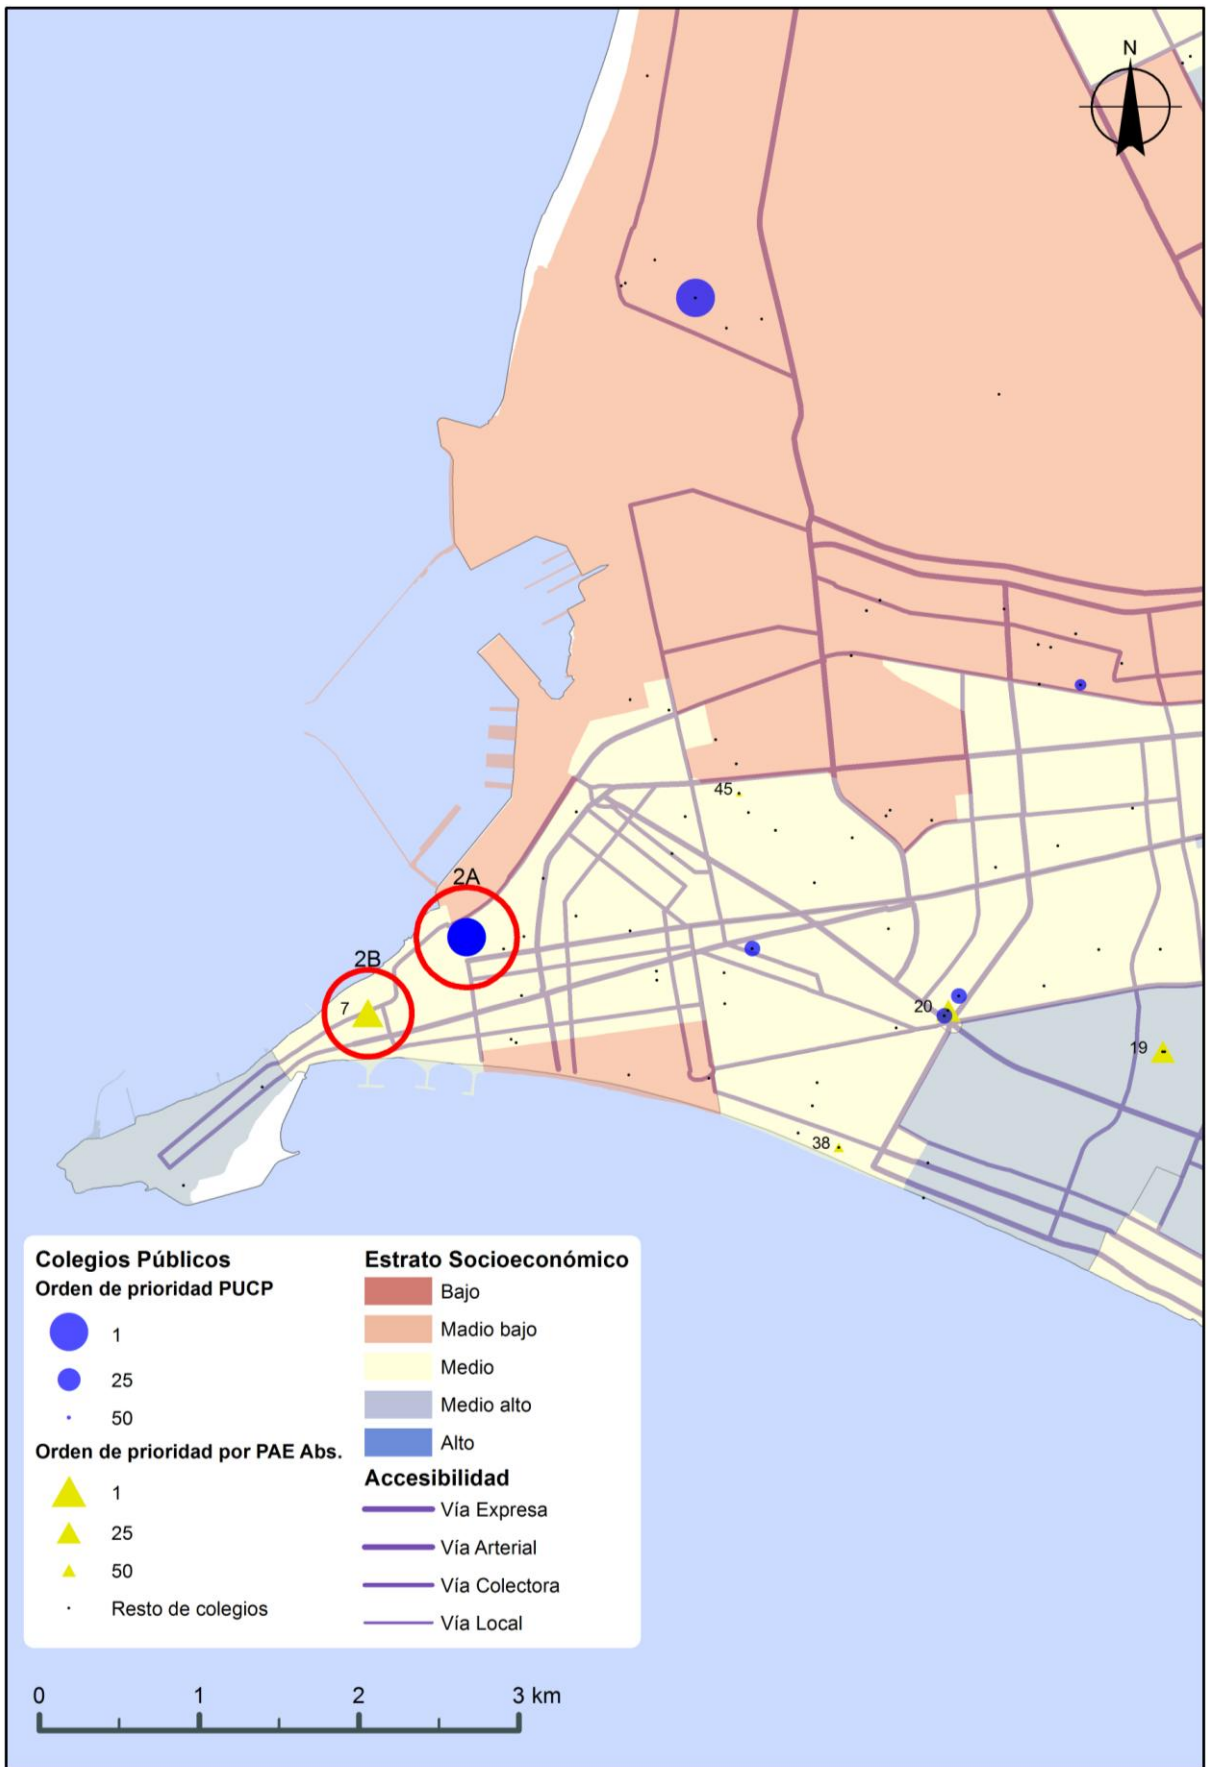 N
45
2A
2B
7
20
19
38
Colegios Públicos
Orden de prioridad PUCP
1
25
50
Orden de prioridad por PAE Abs.
1
25
50
Resto de colegios
Estrato Socioeconómico
Bajo
Madio bajo
Medio
Medio alto
Alto
Accesibilidad
Vía Expresa
Vía Arterial
Vía Colectora
Vía Local
0 1 2 3 km